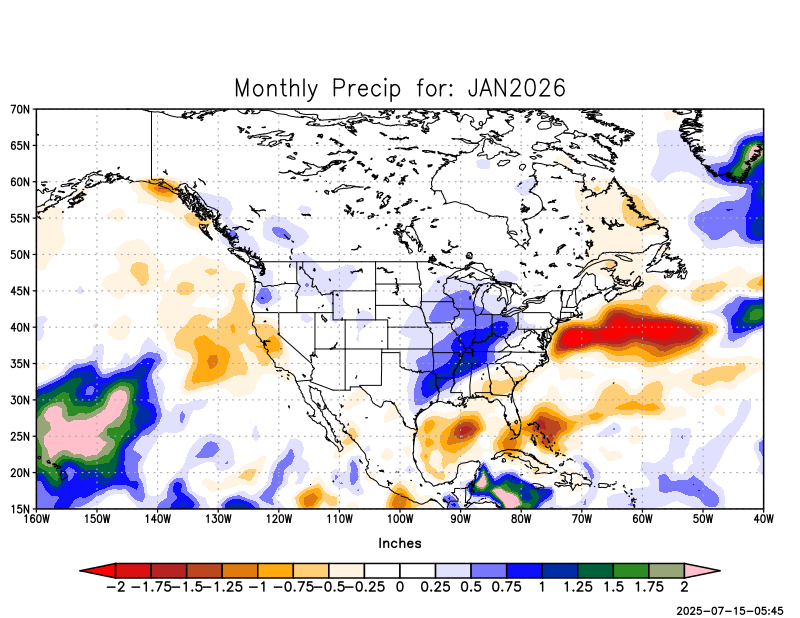 Monthly Precip for: JAN2026
70N
65N
60N
55N
50N
45N
40N
35N
30N
25N
20N
15N
160W 150W 140W 130W 120W 110W 100W 90W 80W 70W 60W 50W 40W
Inches
-2 -1.75-1.5-1.25 -1 -0.75-0.5-0.25 0 0.25 0.5 0.75 1 1.25 1.5 1.75 2
2025-07-15-05:45